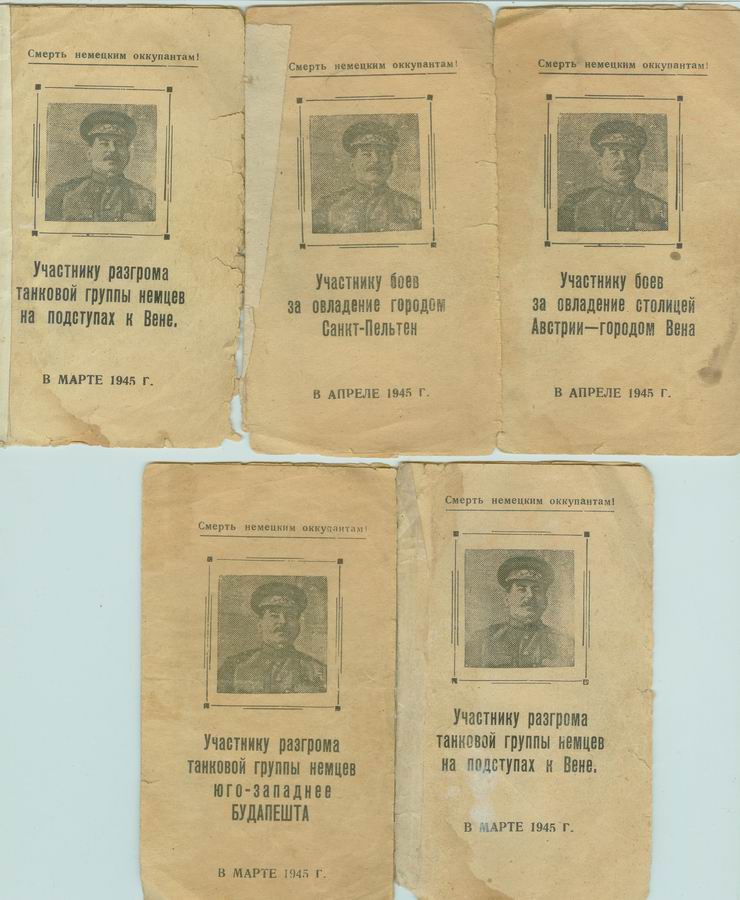 Смерть немецким оккупантам!
Участнику разгрома
танковой группы немцев
на подступах к Вене.
В МАРТЕ 1945 Г.
Смерть немецким оккупантам!
Участнику боев
за овладение городом
Санкт-Пельтен
В АПРЕЛЕ 1945 Г.
Смерть немецким оккупантам!
Участнику боев
за овладение столицей
Австрии—городом Вена
В АПРЕЛЕ 1945 Г.
Смерть немецким оккупантам!
Участнику разгрома
танковой группы немцев
юго-западнее
БУДАПЕШТА
В МАРТЕ 1945 Г.
Смерть немецким оккупантам!
Участнику разгрома
танковой группы немцев
на подступах к Вене.
В МАРТЕ 1945 Г.